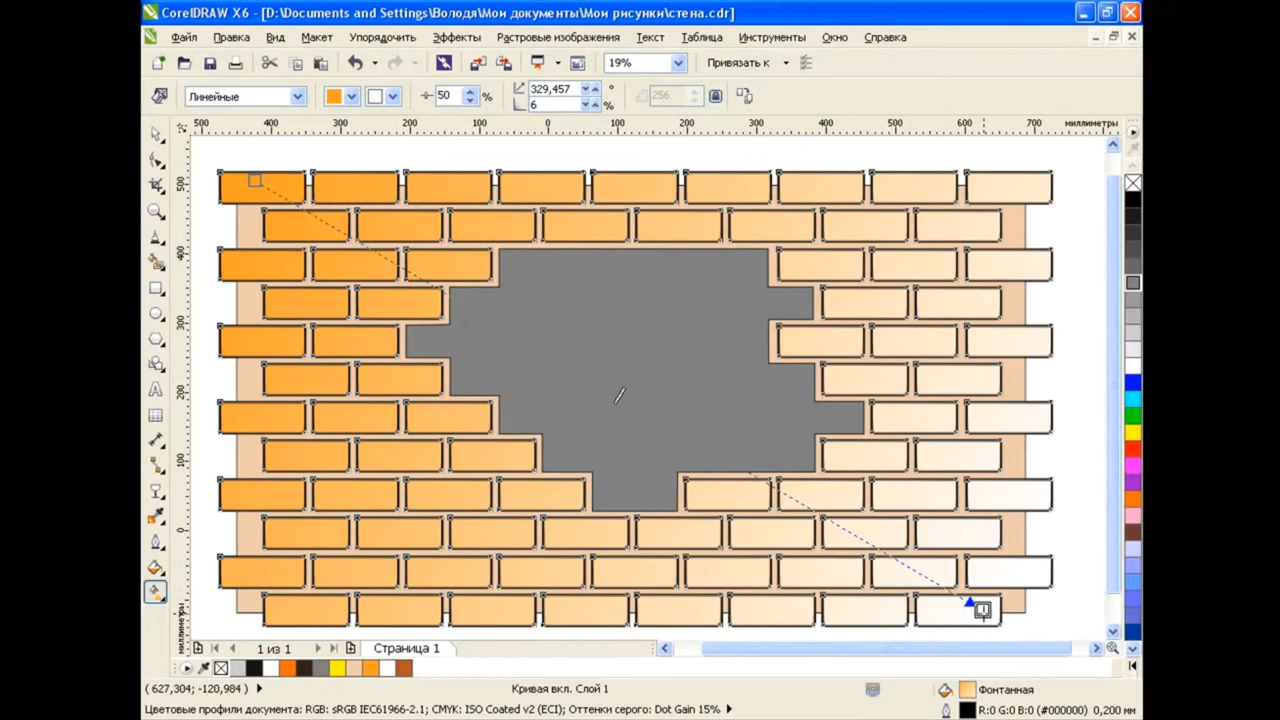 CorelDRAW X6 - [D:\Documents and Settings\Володя\Мои документы\Мои рисунки\стена.cdr]
Файл Правка Вид Макет Упорядочить Эффекты Растровые изображения Текст Таблица Инструменты Окно Справка
19% Привязать к
Линейные 50 % 329,457 ° 256
6 %
500 400 300 200 100 0 100 200 300 400 500 600 700 миллиметры
500
400
300
200
100
0
миллиметры
1 из 1 Страница 1
( 627,304; -120,984 ) Кривая вкл. Слой 1 Фонтанная
Цветовые профили документа: RGB: sRGB IEC61966-2.1; CMYK: ISO Coated v2 (ECI); Оттенки серого: Dot Gain 15% R:0 G:0 B:0 (#000000) 0,200 мм